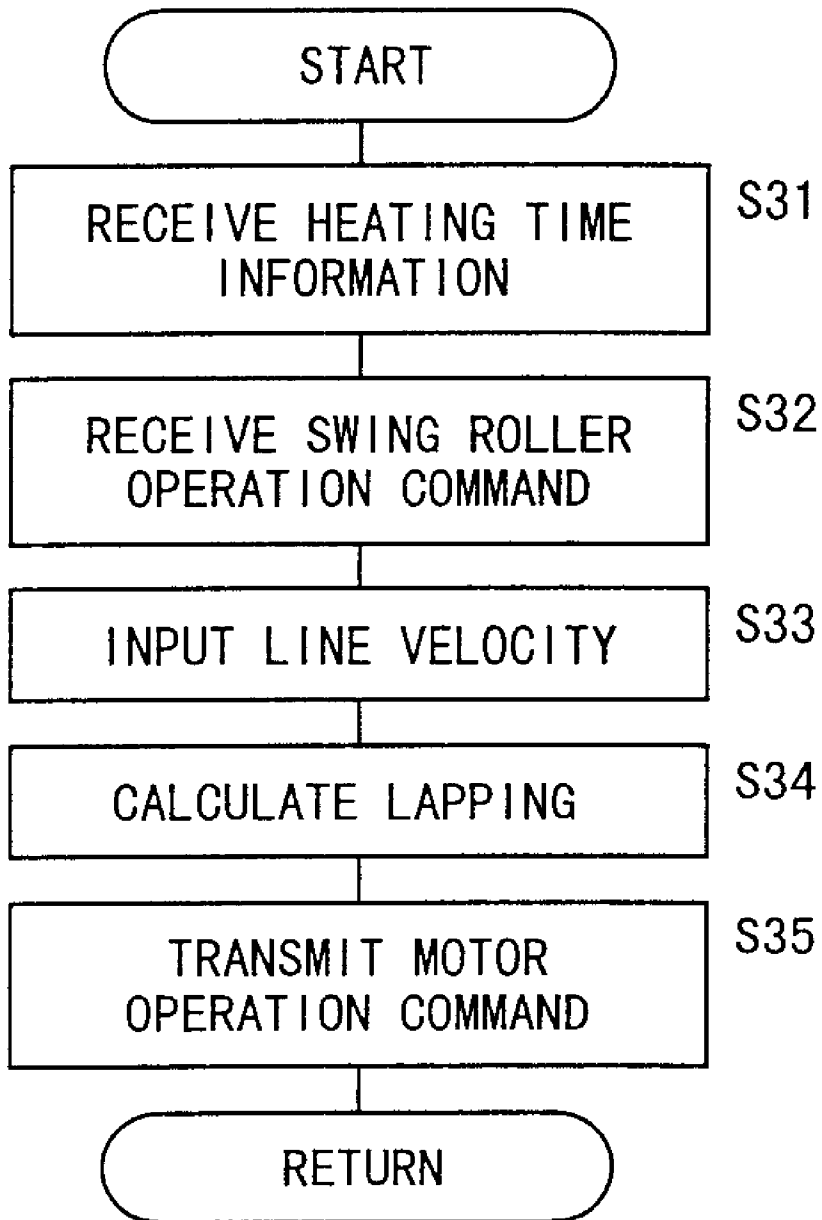 START
RECEIVE HEATING TIME
INFORMATION
S31
RECEIVE SWING ROLLER
OPERATION COMMAND
S32
INPUT LINE VELOCITY
S33
CALCULATE LAPPING
S34
TRANSMIT MOTOR
OPERATION COMMAND
S35
RETURN